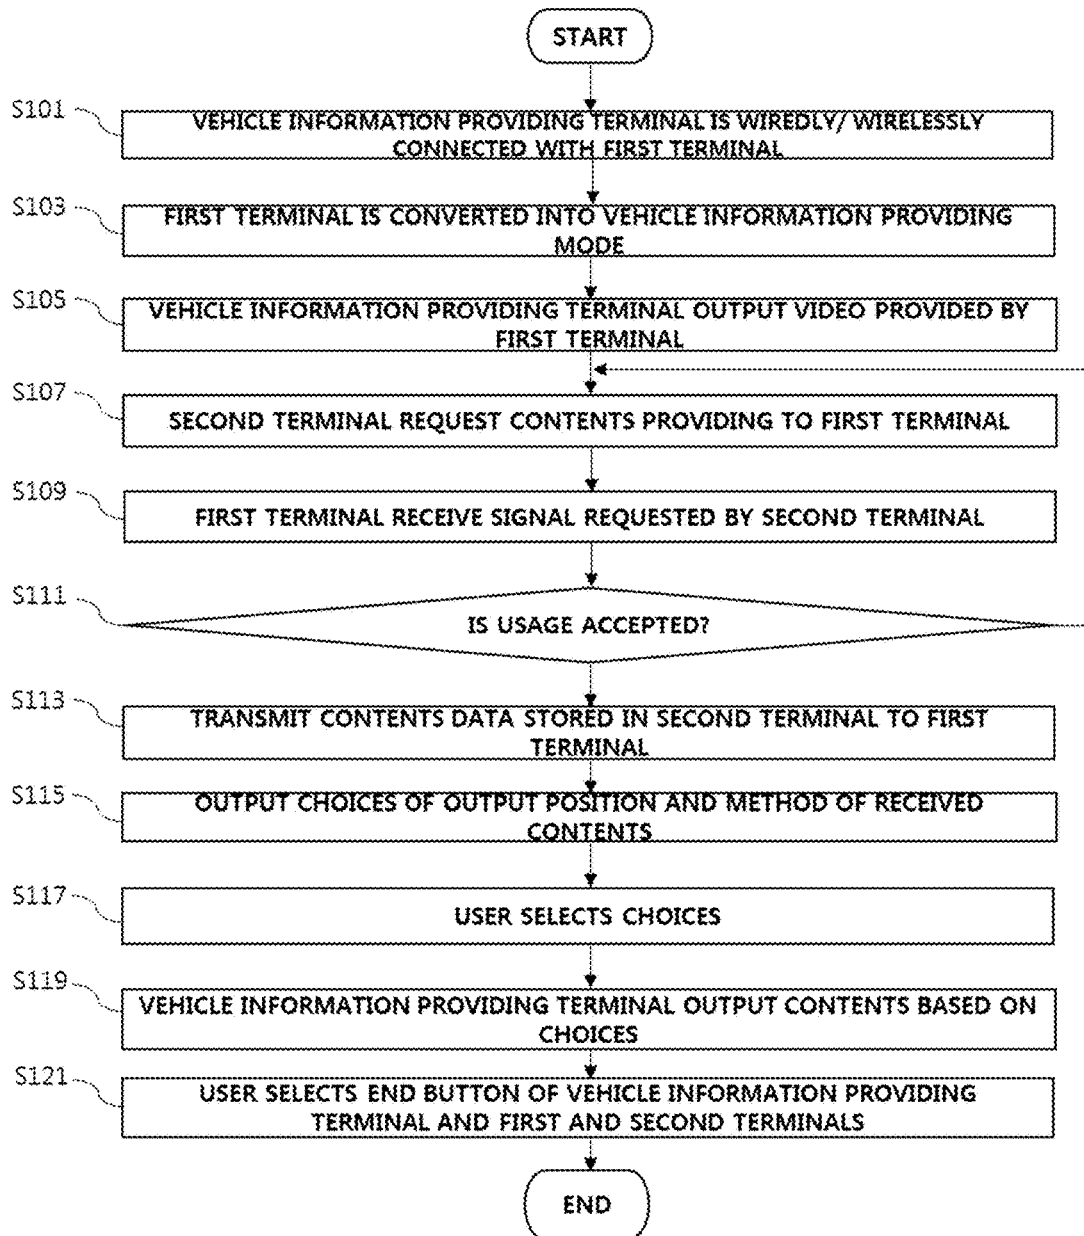 START
S101
VEHICLE INFORMATION PROVIDING TERMINAL IS WIREDLY/ WIRELESSLY
CONNECTED WITH FIRST TERMINAL
S103
FIRST TERMINAL IS CONVERTED INTO VEHICLE INFORMATION PROVIDING
MODE
S105
VEHICLE INFORMATION PROVIDING TERMINAL OUTPUT VIDEO PROVIDED BY
FIRST TERMINAL
S107
SECOND TERMINAL REQUEST CONTENTS PROVIDING TO FIRST TERMINAL
S109
FIRST TERMINAL RECEIVE SIGNAL REQUESTED BY SECOND TERMINAL
S111
IS USAGE ACCEPTED?
S113
TRANSMIT CONTENTS DATA STORED IN SECOND TERMINAL TO FIRST
TERMINAL
S115
OUTPUT CHOICES OF OUTPUT POSITION AND METHOD OF RECEIVED
CONTENTS
S117
USER SELECTS CHOICES
S119
VEHICLE INFORMATION PROVIDING TERMINAL OUTPUT CONTENTS BASED ON
CHOICES
S121
USER SELECTS END BUTTON OF VEHICLE INFORMATION PROVIDING
TERMINAL AND FIRST AND SECOND TERMINALS
END